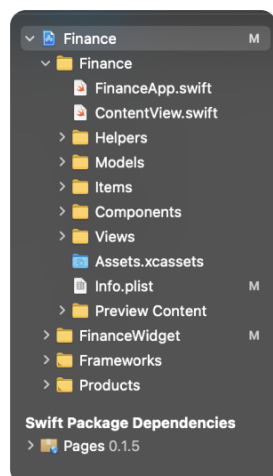 Finance M
Finance
FinanceApp.swift
ContentView.swift
Helpers
Models
Items
Components
Views
Assets.xcassets
Info.plist M
Preview Content
FinanceWidget M
Frameworks
Products
Swift Package Dependencies
Pages 0.1.5